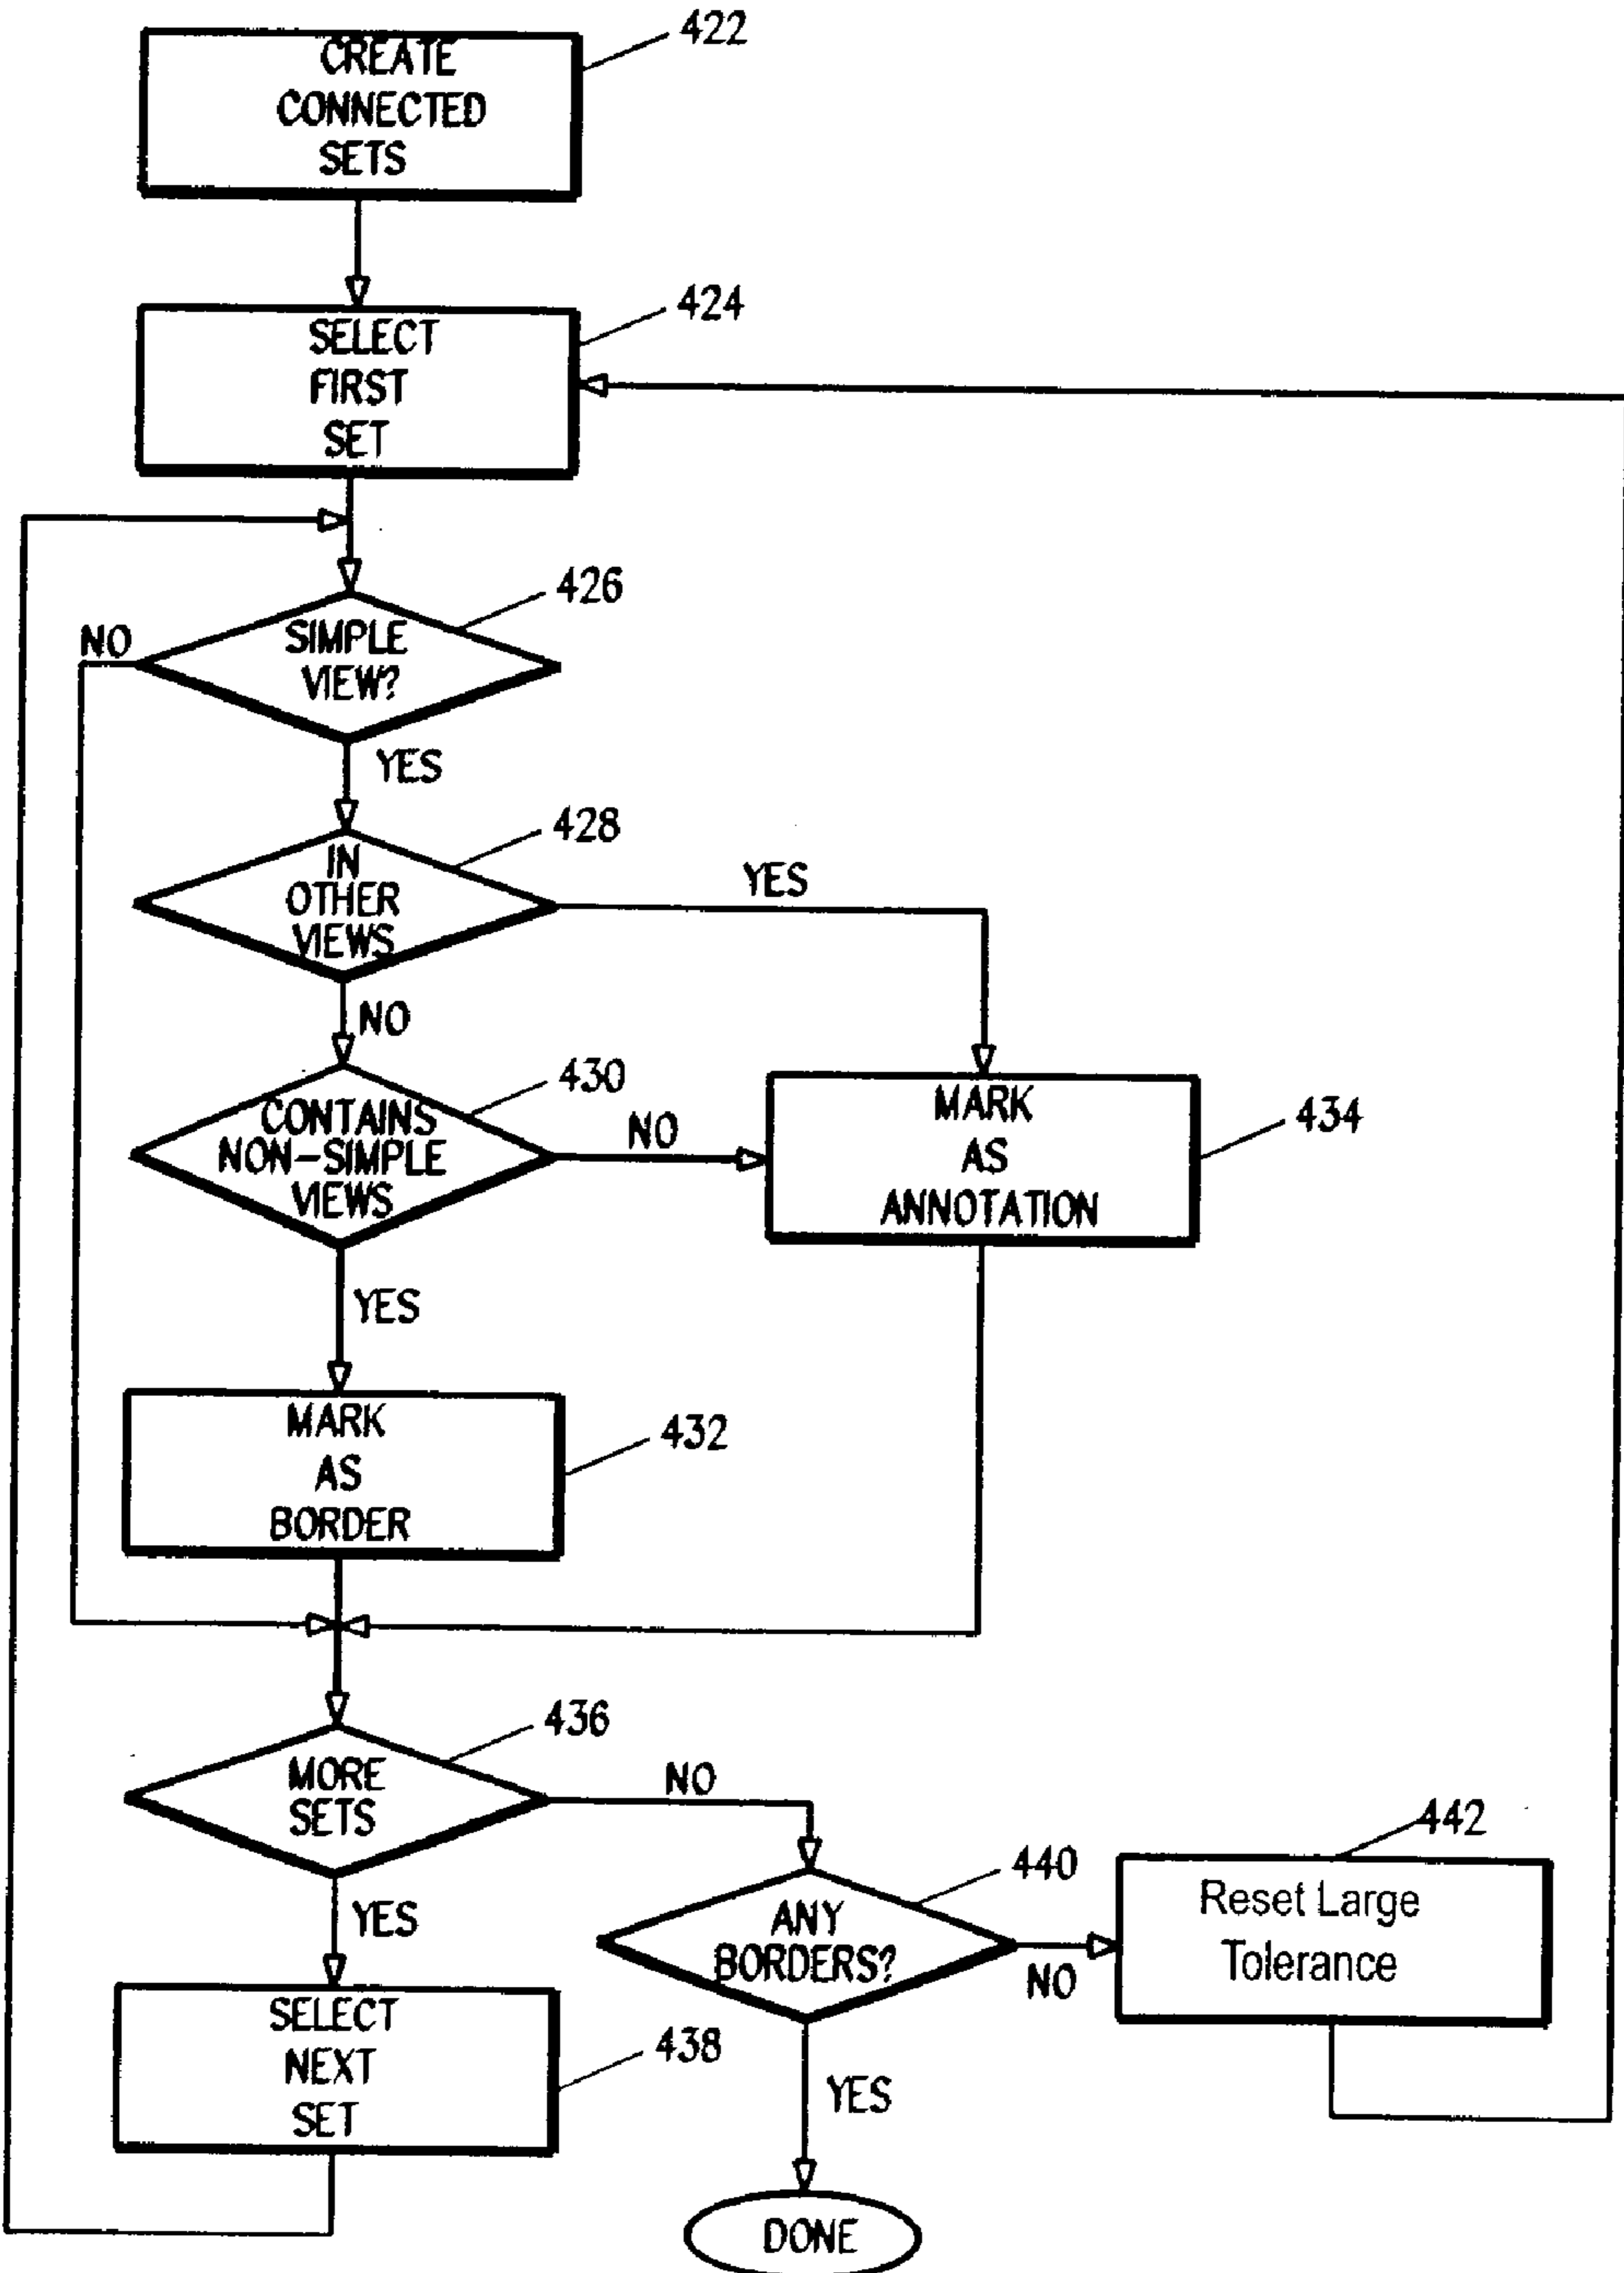 422
CREATE
CONNECTED
SETS
424
SELECT
FIRST
SET
426
NO
SIMPLE
VIEW?
YES
428
IN
OTHER
VIEWS
YES
NO
430
CONTAINS
NON-SIMPLE
VIEWS
NO
MARK
AS
ANNOTATION
434
YES
MARK
AS
BORDER
432
436
MORE
SETS
NO
442
440
YES
ANY
BORDERS?
NO
Reset Large
Tolerance
SELECT
NEXT
SET
438
YES
DONE